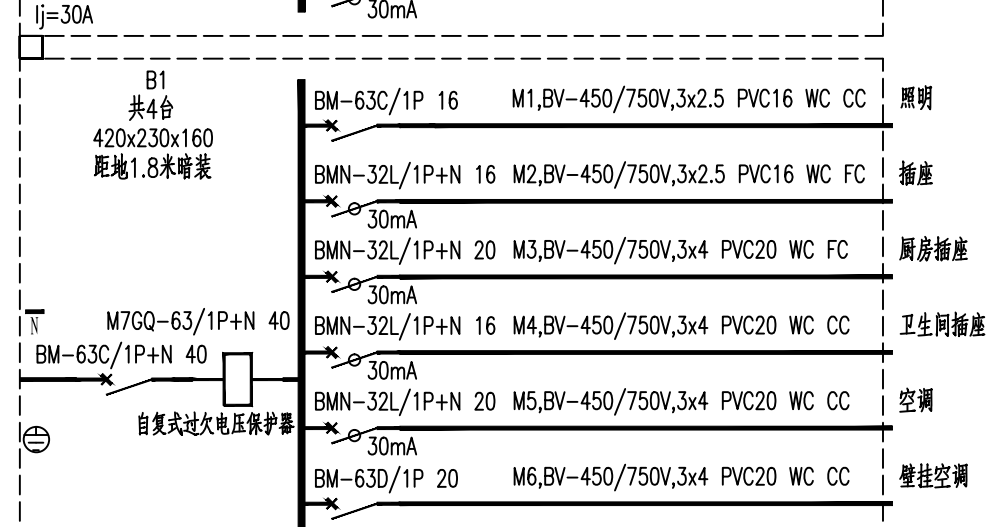 Ij=30A
30mA
B1
共4台
420x230x160
距地1.8米暗装
BM-63C/1P 16 M1,BV-450/750V,3x2.5 PVC16 WC CC 照明
BMN-32L/1P+N 16 M2,BV-450/750V,3x2.5 PVC16 WC FC 插座
30mA
BMN-32L/1P+N 20 M3,BV-450/750V,3x4 PVC20 WC FC 厨房插座
30mA
N
M7GQ-63/1P+N 40
BMN-32L/1P+N 16 M4,BV-450/750V,3x4 PVC20 WC CC 卫生间插座
BM-63C/1P+N 40
30mA
自复式过欠电压保护器
BMN-32L/1P+N 20 M5,BV-450/750V,3x4 PVC20 WC CC 空调
30mA
BM-63D/1P 20 M6,BV-450/750V,3x4 PVC20 WC CC 壁挂空调